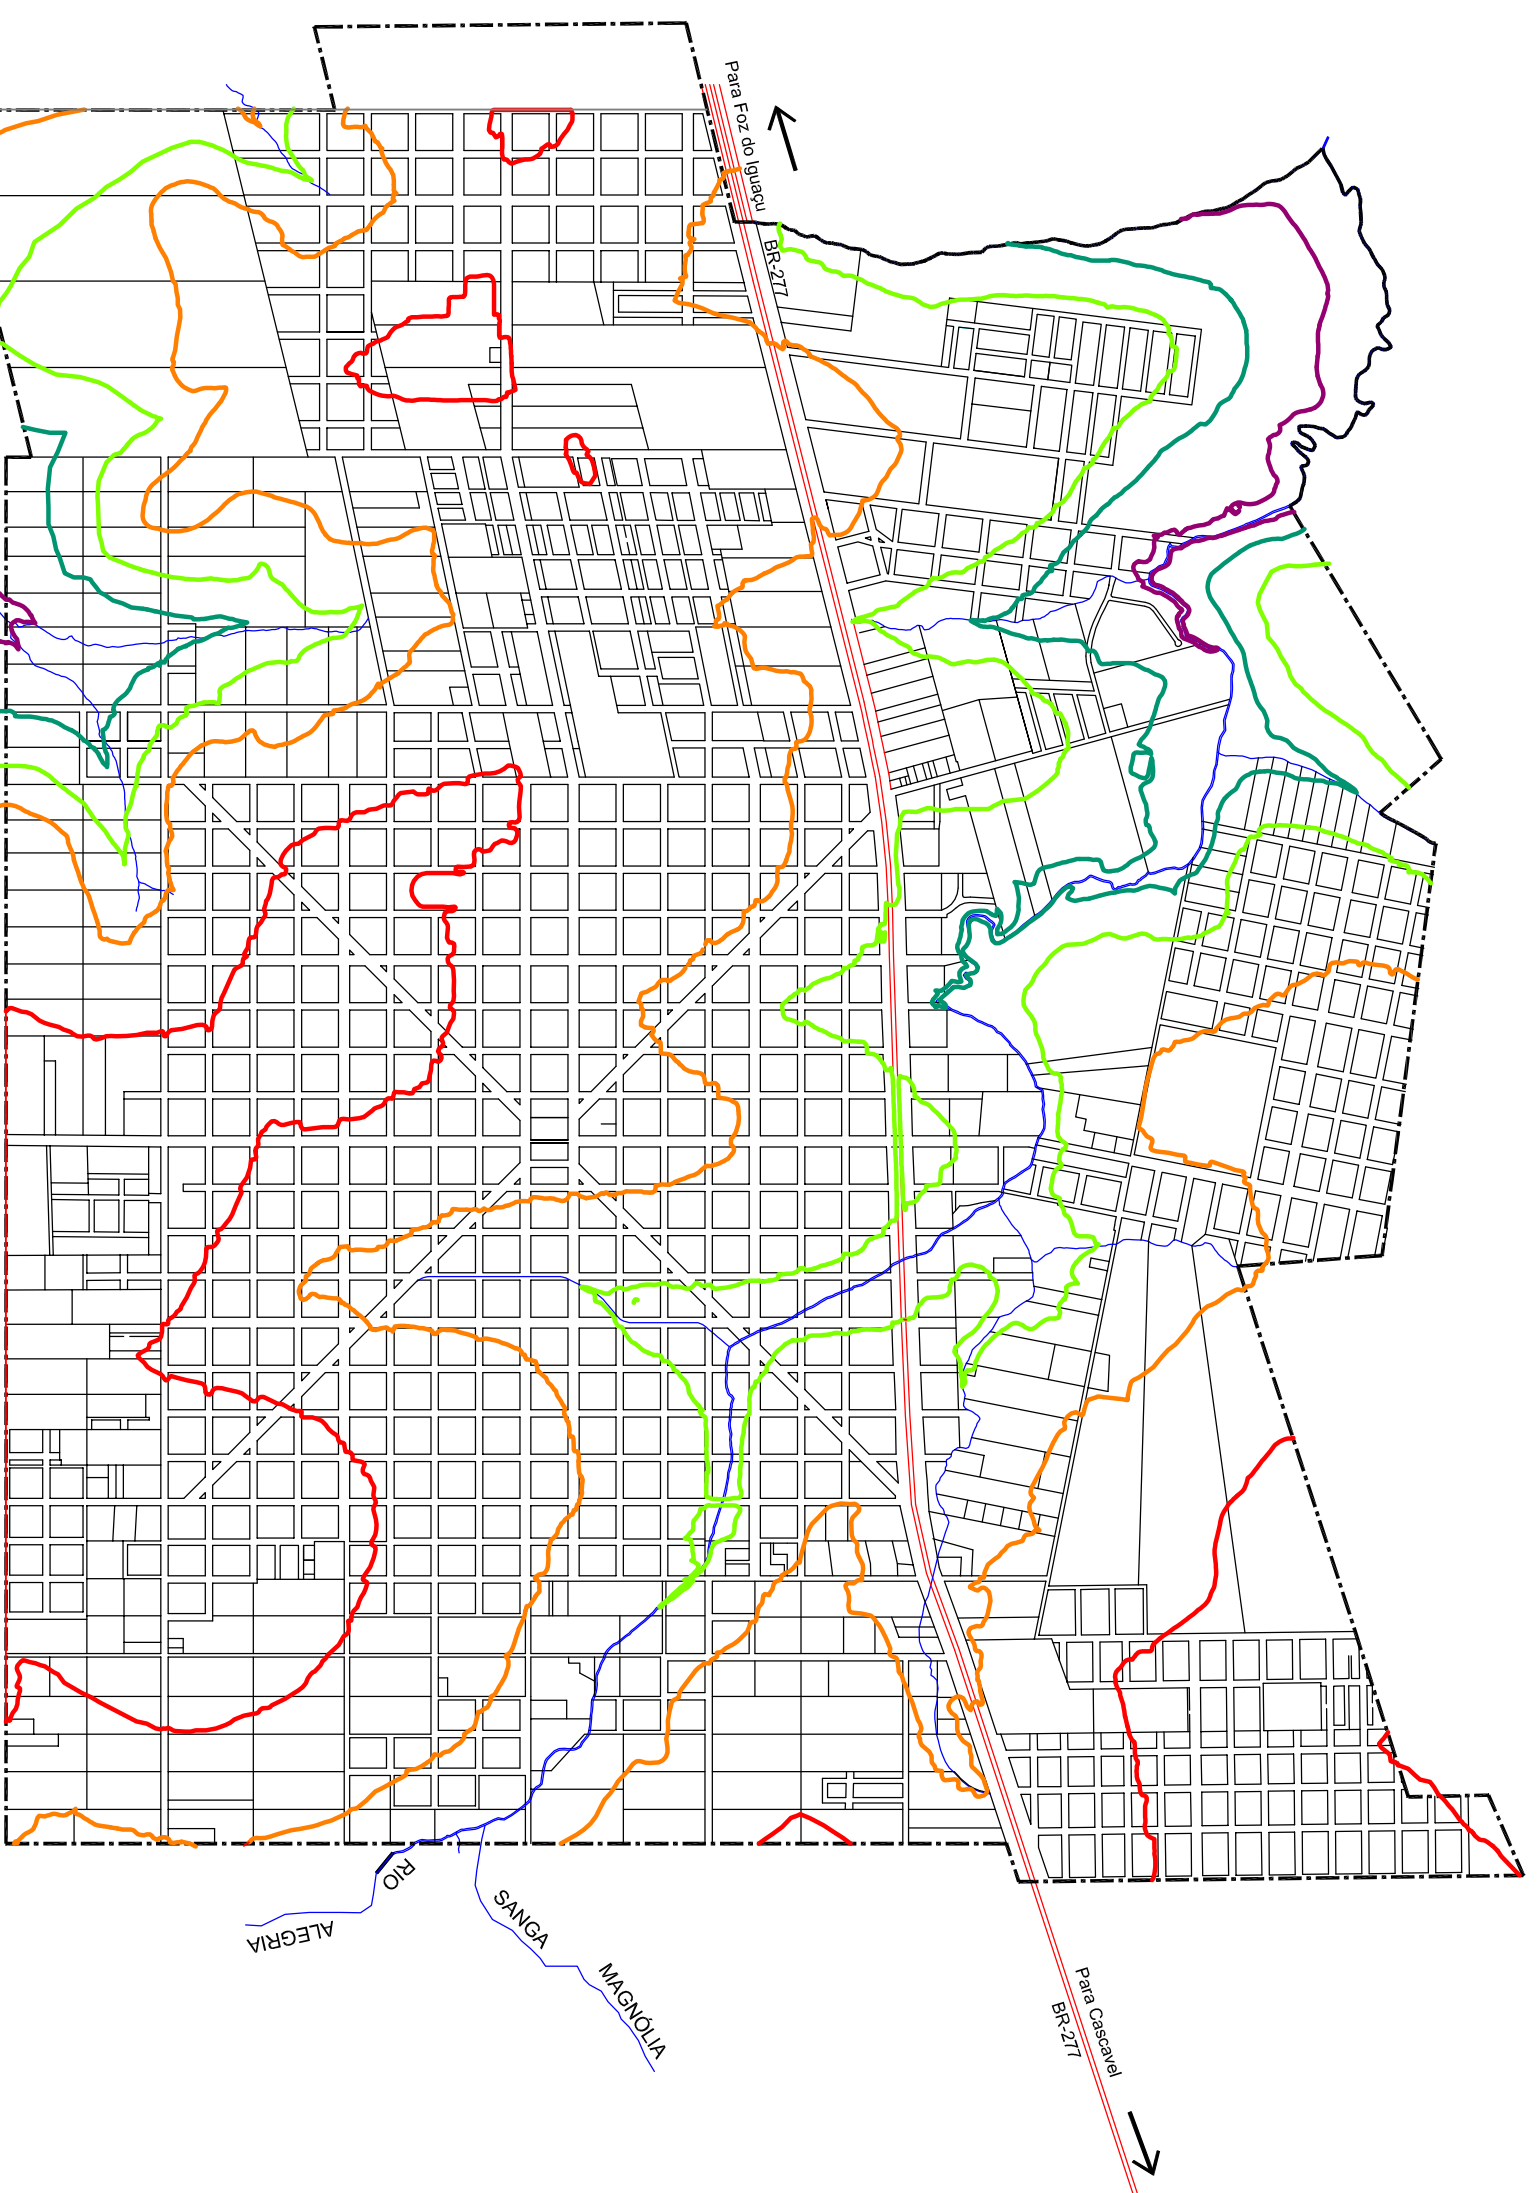 Para Foz do Iguaçu
BR-277
RIO
ALEGRIA
SANGA
MAGNÓLIA
Para Cascavel
BR-277